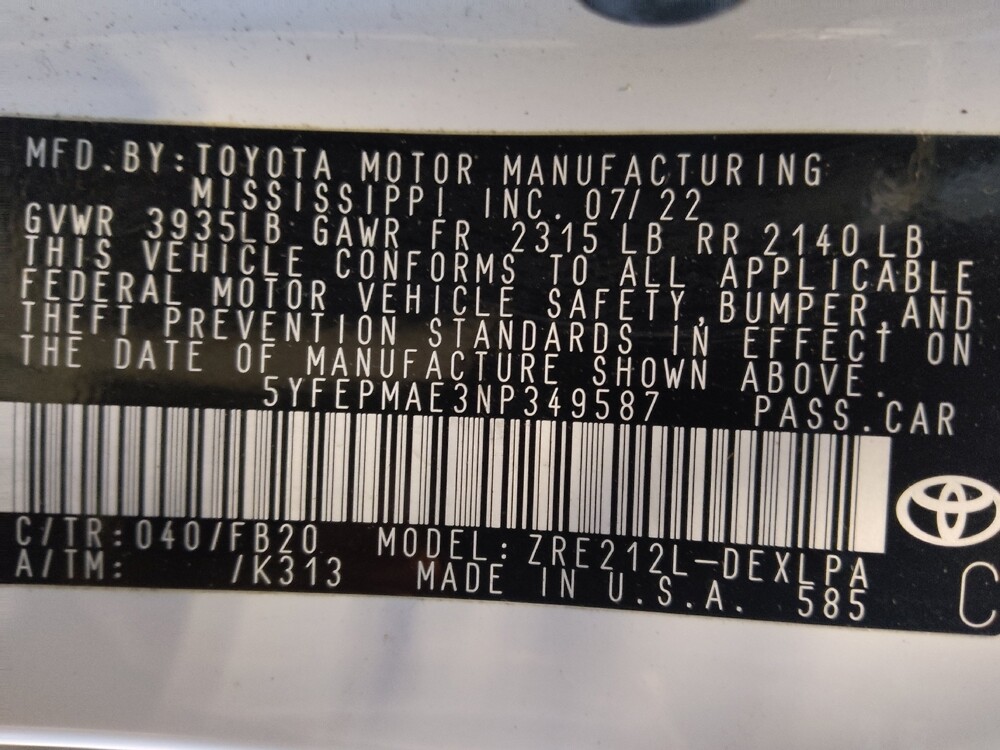 MFD.BY:TOYOTA MOTOR MANUFACTURING
MISSISSIPPI INC. 07/22
GVWR 3935LB GAWR FR 2315 LB RR 2140 LB
THIS VEHICLE CONFORMS TO ALL APPLICABLE
FEDERAL MOTOR VEHICLE SAFETY, BUMPER, AND
THEFT PREVENTION STANDARDS IN EFFECT ON
THE DATE OF MANUFACTURE SHOWN ABOVE.
5YFEPMAE3NP349587 PASS.CAR
C/TR: 040/FB20 MODEL: ZRE212L-DEXLPA
A/TM: /K313 MADE IN U.S.A. 585
C